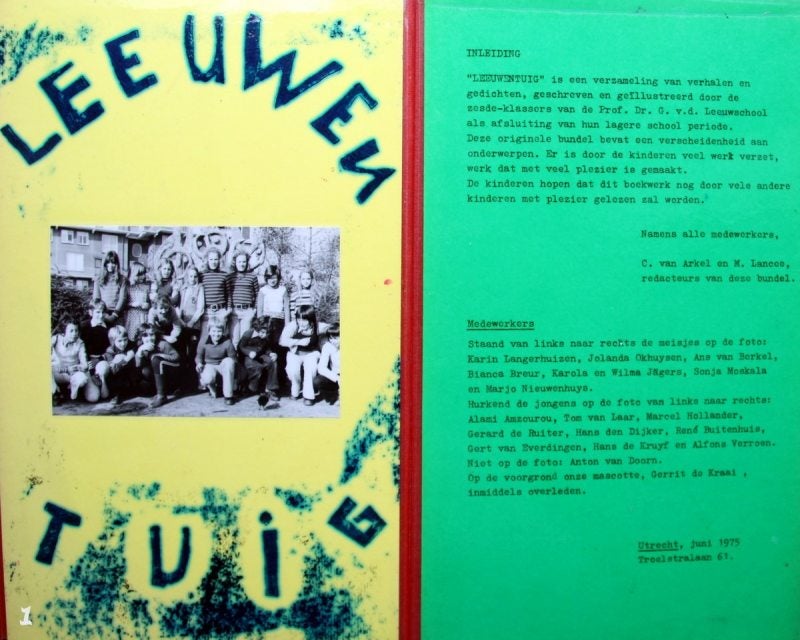 LEEUWEN
TUIG
1
INLEIDING
"LEEUWENTUIG" is een verzameling van verhalen en
gedichten, geschreven en geïllustreerd door de
zesde-klassers van de Prof. Dr. G. v.d. Leeuwschool
als afsluiting van hun lagere school periode.
Deze originele bundel bevat een verscheidenheid aan
onderwerpen. Er is door de kinderen veel werk verzet,
werk dat met veel plezier is gemaakt.
De kinderen hopen dat dit boekwerk nog door vele andere
kinderen met plezier gelezen zal worden.
Namens alle medewerkers,
C. van Arkel en M. Lancee,
redacteurs van deze bundel.
Medewerkers
Staand van links naar rechts de meisjes op de foto:
Karin Langerhuizen, Jolanda Okhuysen, Ans van Berkel,
Bianca Breur, Karola en Wilma Jägers, Sonja Moskala
en Marjo Nieuwenhuys.
Hurkend de jongens op de foto van links naar rechts:
Alami Amzourou, Tom van Laar, Marcel Hollander,
Gerard de Ruiter, Hans den Dijker, René Buitenhuis,
Gert van Everdingen, Hans de Kruyf en Alfons Verroen.
Niet op de foto: Anton van Doorn.
Op de voorgrond onze mascotte, Gerrit de Kraai ,
inmiddels overleden.
Utrecht, juni 1975
Troelstralaan 67.